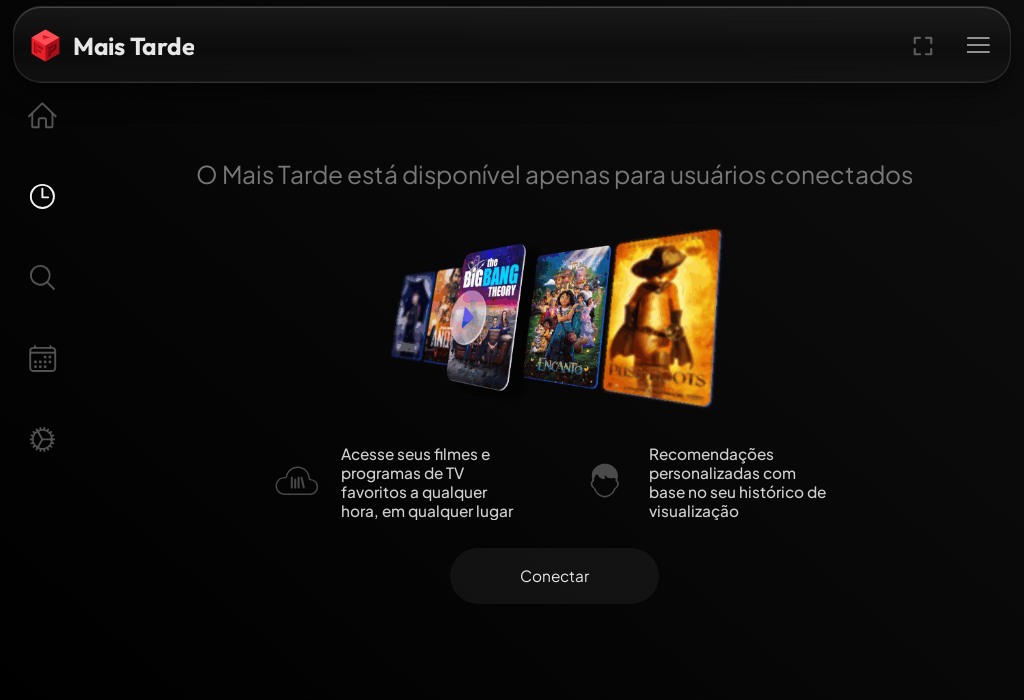 Mais Tarde
O Mais Tarde está disponível apenas para usuários conectados
the
BIG BANG
THEORY
ENCANTO
Acesse seus filmes e
programas de TV
favoritos a qualquer
hora, em qualquer lugar
Recomendações
personalizadas com
base no seu histórico de
visualização
Conectar